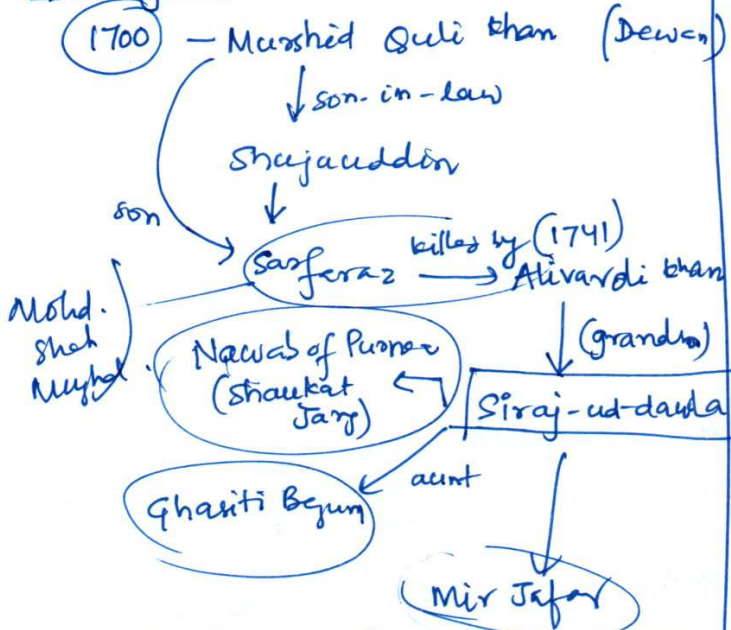 1700 – Murshid Quli Khan (Dewan)
son-in-law
Shujauddin
son
killed by (1741)
Sarferaz → Alivardi Khan
Mohd.
Shah
Mughal
(grandson)
Nawab of Purnea
(Shaukat
Jang)
Siraj-ud-daula
aunt
Ghasiti Begum
Mir Jafar